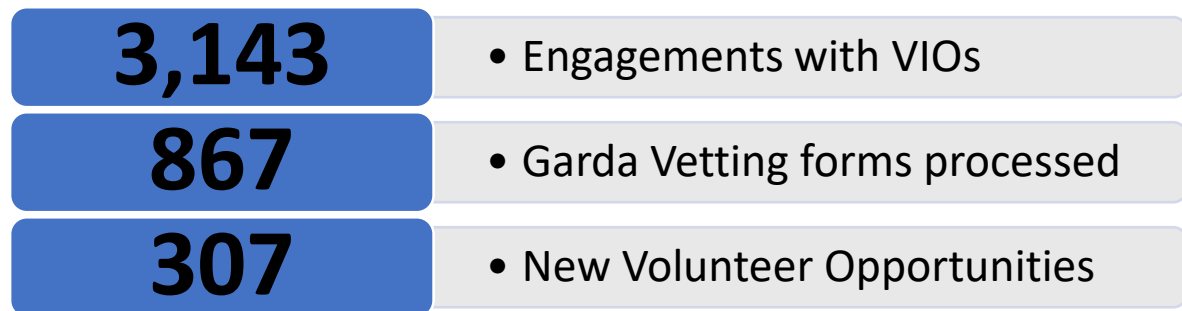 3,143
• Engagements with VIOs
867
• Garda Vetting forms processed
307
• New Volunteer Opportunities